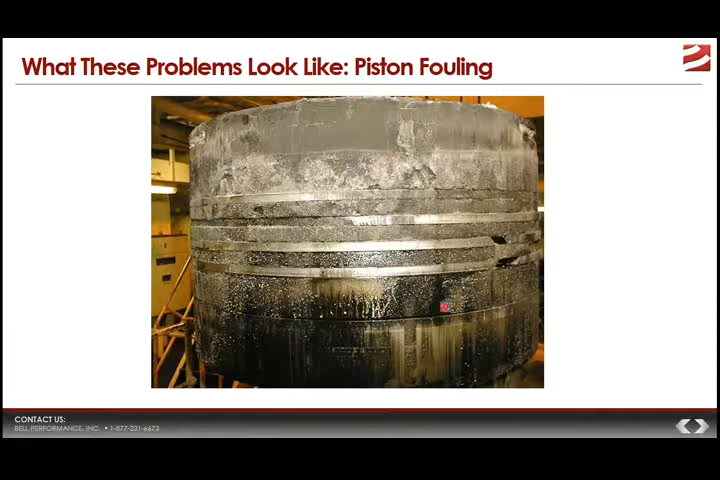 What These Problems Look Like: Piston Fouling
CONTACT US:
BELL PERFORMANCE, INC. • 1-877-231-6673